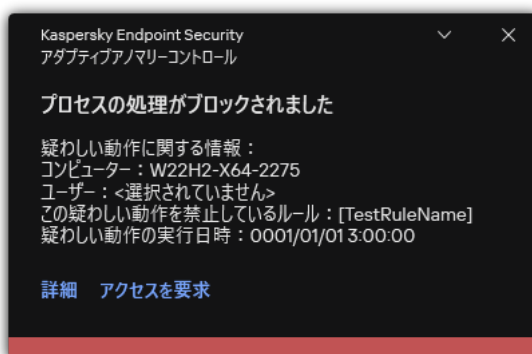 Kaspersky Endpoint Security
アダプティブアノマリーコントロール
プロセスの処理がブロックされました
疑わしい動作に関する情報：
コンピューター：W22H2-X64-2275
ユーザー：<選択されていません>
この疑わしい動作を禁止しているルール：[TestRuleName]
疑わしい動作の実行日時：0001/01/01 3:00:00
詳細 アクセスを要求